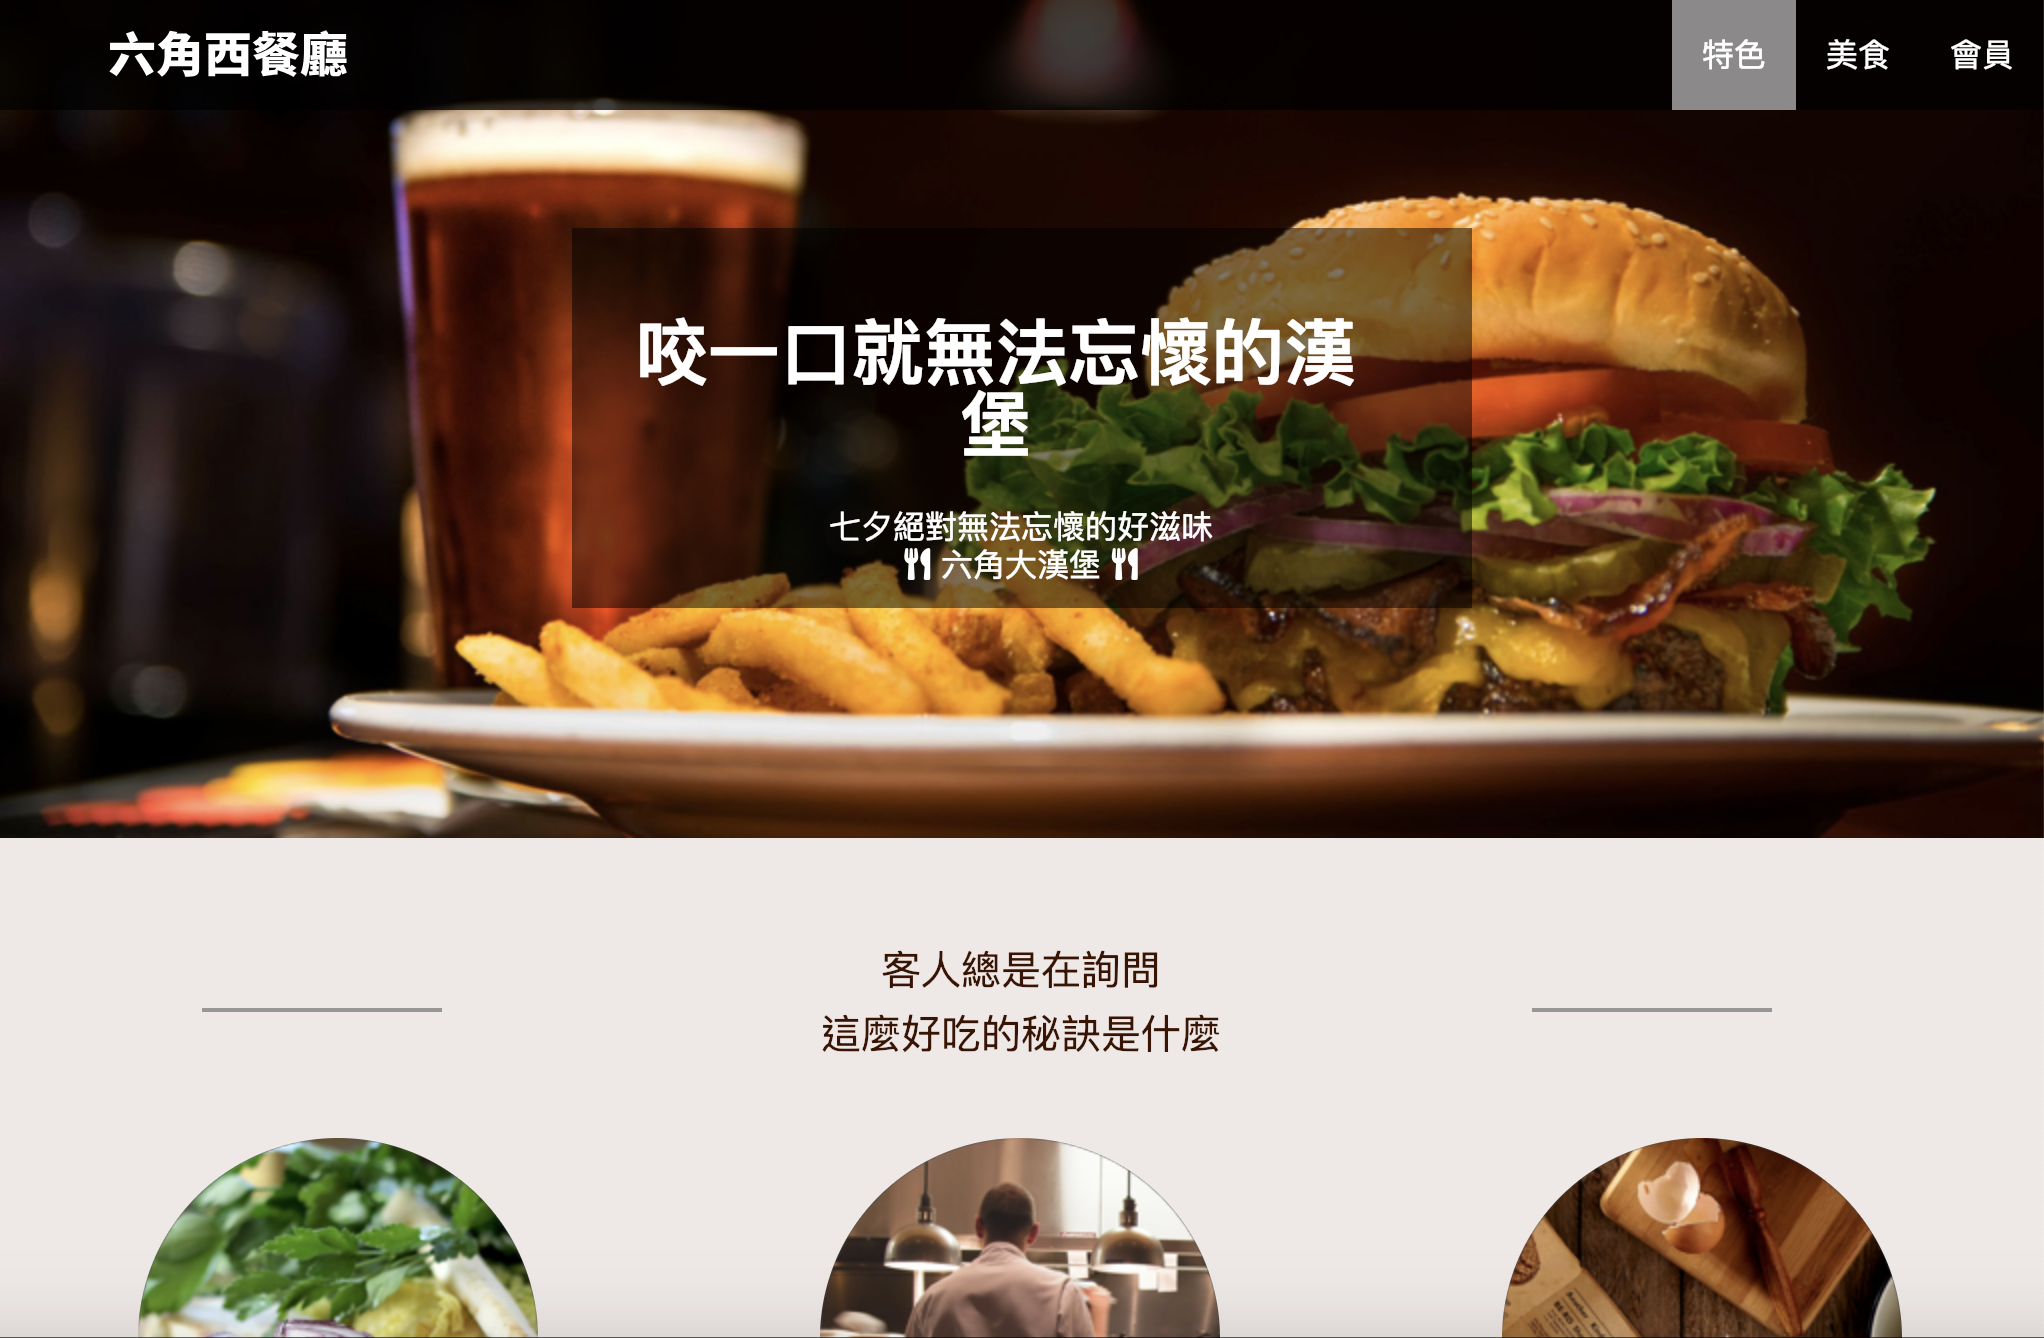 六角西餐廳
特色 美食 會員
咬一口就無法忘懷的漢
堡
七夕絕對無法忘懷的好滋味
六角大漢堡
客人總是在詢問
這麼好吃的秘訣是什麼